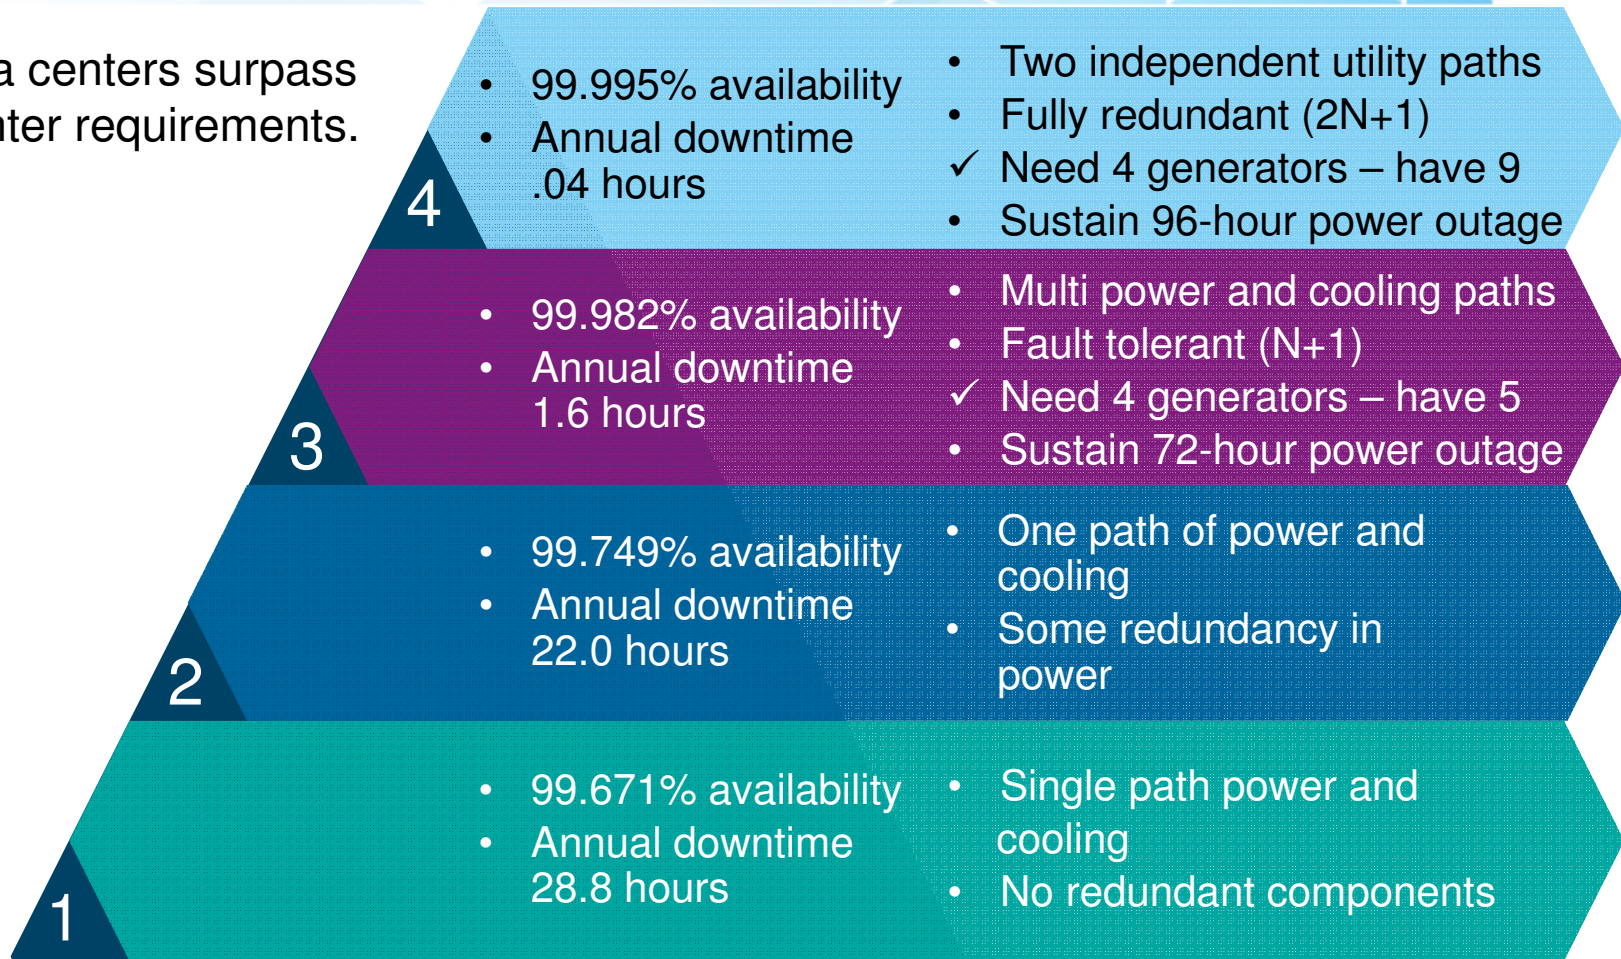 a centers surpass
nter requirements.
4
• 99.995% availability
• Annual downtime
.04 hours
• Two independent utility paths
• Fully redundant (2N+1)
✓ Need 4 generators – have 9
• Sustain 96-hour power outage
3
• 99.982% availability
• Annual downtime
1.6 hours
• Multi power and cooling paths
• Fault tolerant (N+1)
✓ Need 4 generators – have 5
• Sustain 72-hour power outage
2
• 99.749% availability
• Annual downtime
22.0 hours
• One path of power and
cooling
• Some redundancy in
power
1
• 99.671% availability
• Annual downtime
28.8 hours
• Single path power and
cooling
• No redundant components